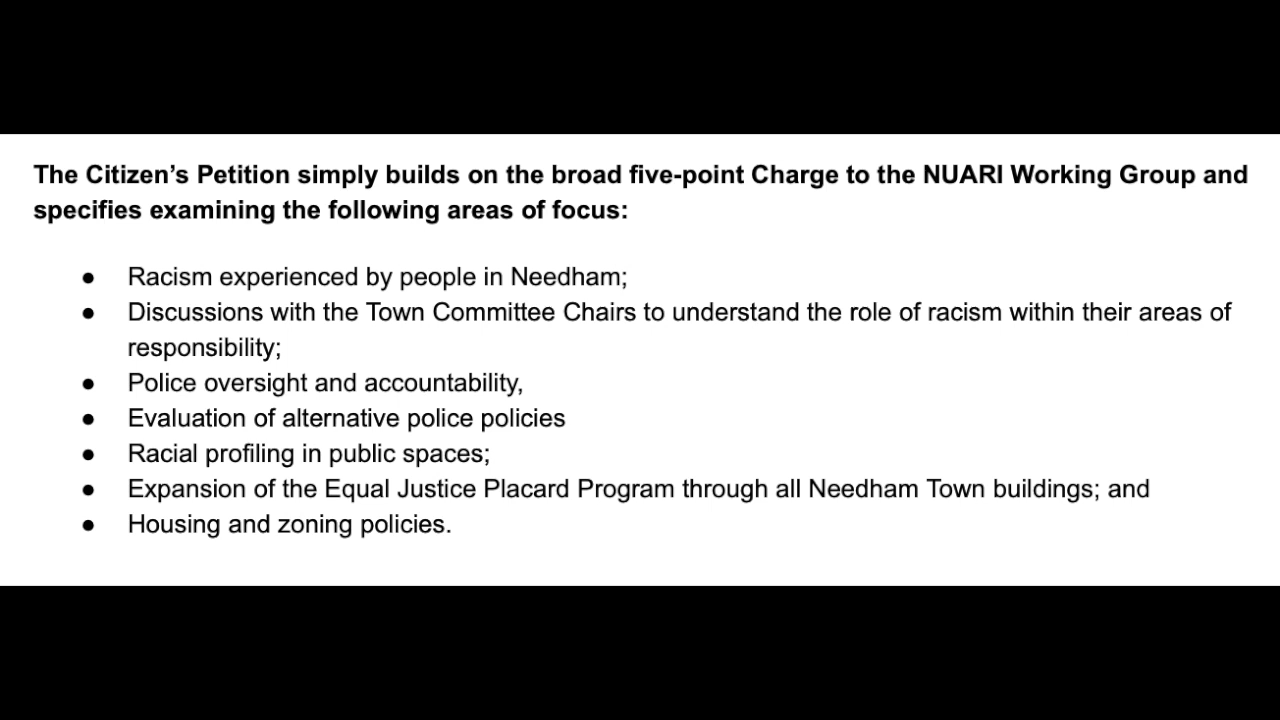 The Citizen’s Petition simply builds on the broad five-point Charge to the NUARI Working Group and
specifies examining the following areas of focus:
● Racism experienced by people in Needham;
● Discussions with the Town Committee Chairs to understand the role of racism within their areas of
responsibility;
● Police oversight and accountability,
● Evaluation of alternative police policies
● Racial profiling in public spaces;
● Expansion of the Equal Justice Placard Program through all Needham Town buildings; and
● Housing and zoning policies.